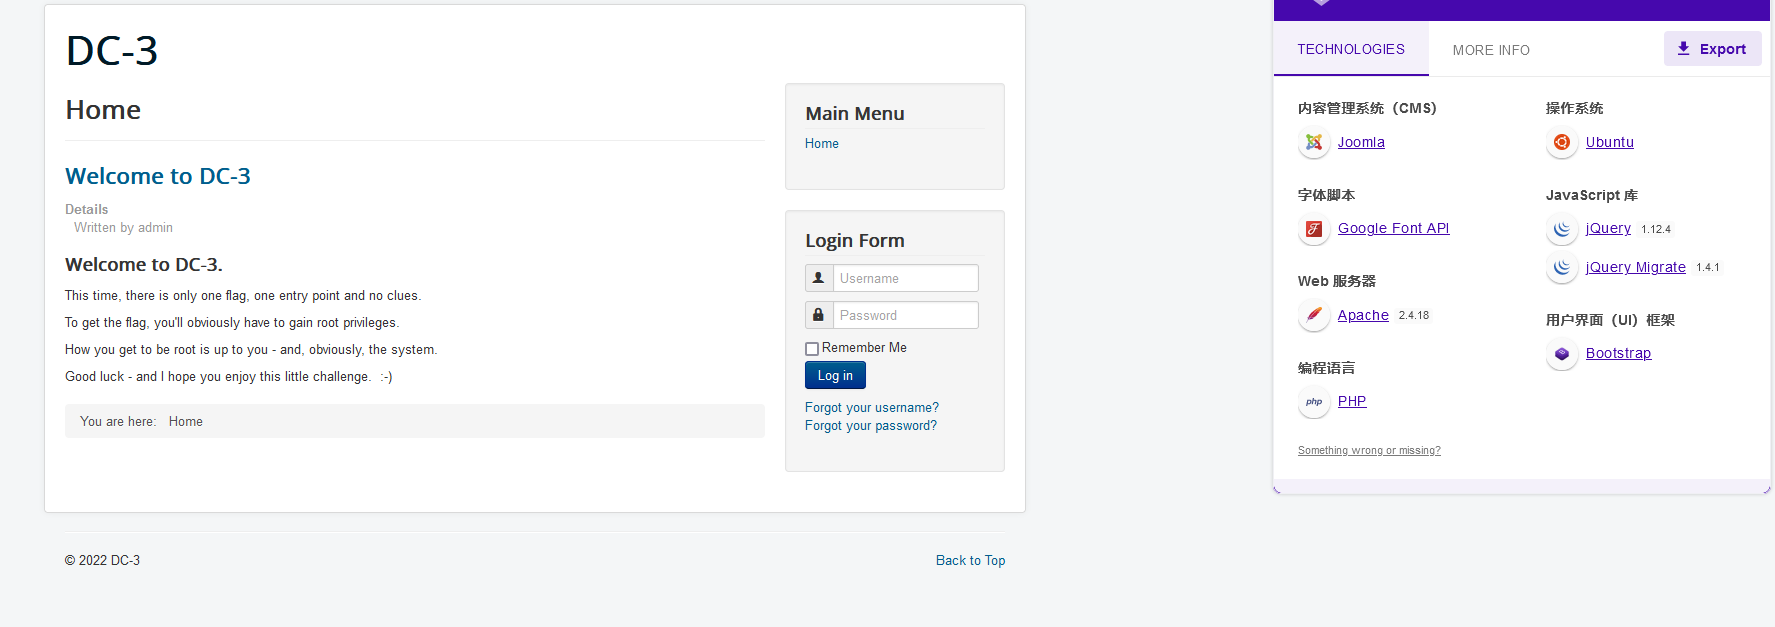 DC-3
Home
Welcome to DC-3
Details
Written by admin
Welcome to DC-3.
This time, there is only one flag, one entry point and no clues.
To get the flag, you'll obviously have to gain root privileges.
How you get to be root is up to you - and, obviously, the system.
Good luck - and I hope you enjoy this little challenge.  :-)
You are here: Home
Main Menu
Home
Login Form
Username
Password
Remember Me
Log in
Forgot your username?
Forgot your password?
© 2022 DC-3
Back to Top
TECHNOLOGIES
MORE INFO
Export
内容管理系统（CMS）
Joomla
字体脚本
Google Font API
Web 服务器
Apache 2.4.18
编程语言
php PHP
Something wrong or missing?
操作系统
Ubuntu
JavaScript 库
jQuery 1.12.4
jQuery Migrate 1.4.1
用户界面（UI）框架
Bootstrap